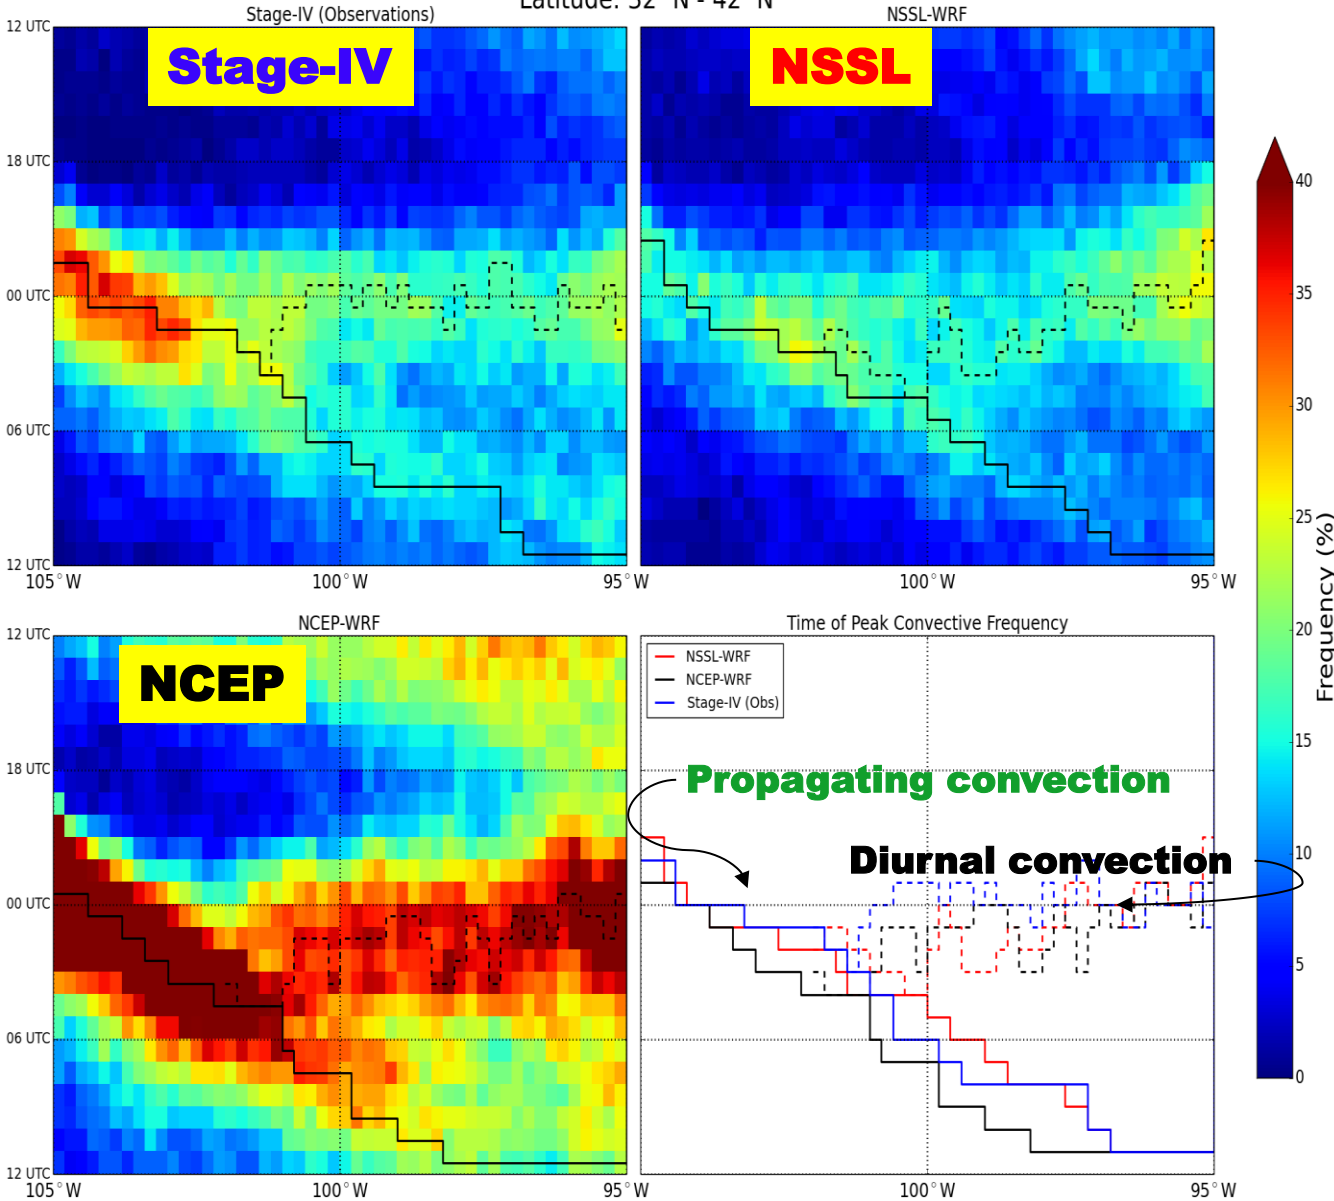 Latitude: 32°N - 42°N
Stage-IV (Observations)
NSSL-WRF
Stage-IV
NSSL
12 UTC
18 UTC
00 UTC
06 UTC
12 UTC
105°W
100°W
95°W
100°W
95°W
NCEP-WRF
Time of Peak Convective Frequency
NCEP
NSSL-WRF
NCEP-WRF
Stage-IV (Obs)
Propagating convection
Diurnal convection
12 UTC
18 UTC
00 UTC
06 UTC
12 UTC
105°W
100°W
95°W
100°W
95°W
40
35
30
25
20
15
10
5
0
Frequency (%)